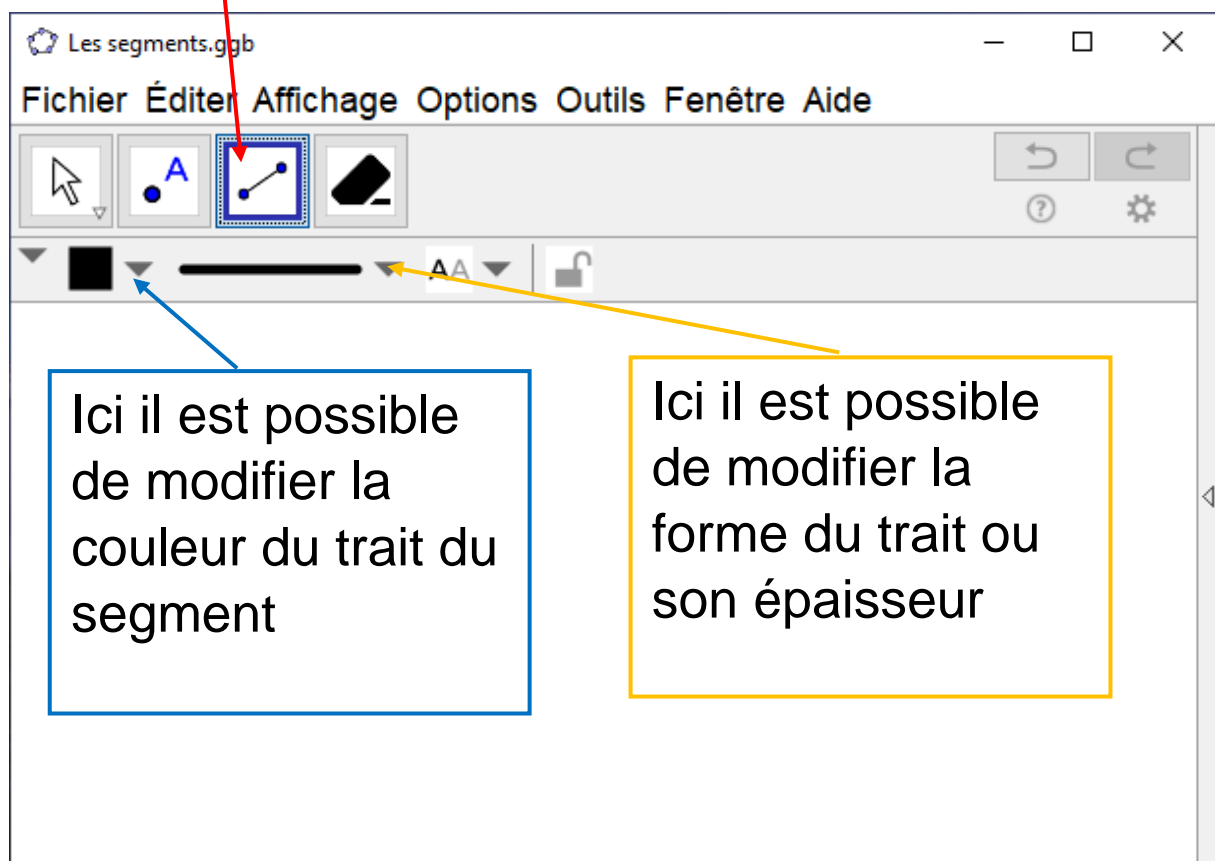 Les segments.ggb
Fichier Éditer Affichage Options Outils Fenêtre Aide
A
AA
Ici il est possible
de modifier la
couleur du trait du
segment
Ici il est possible
de modifier la
forme du trait ou
son épaisseur